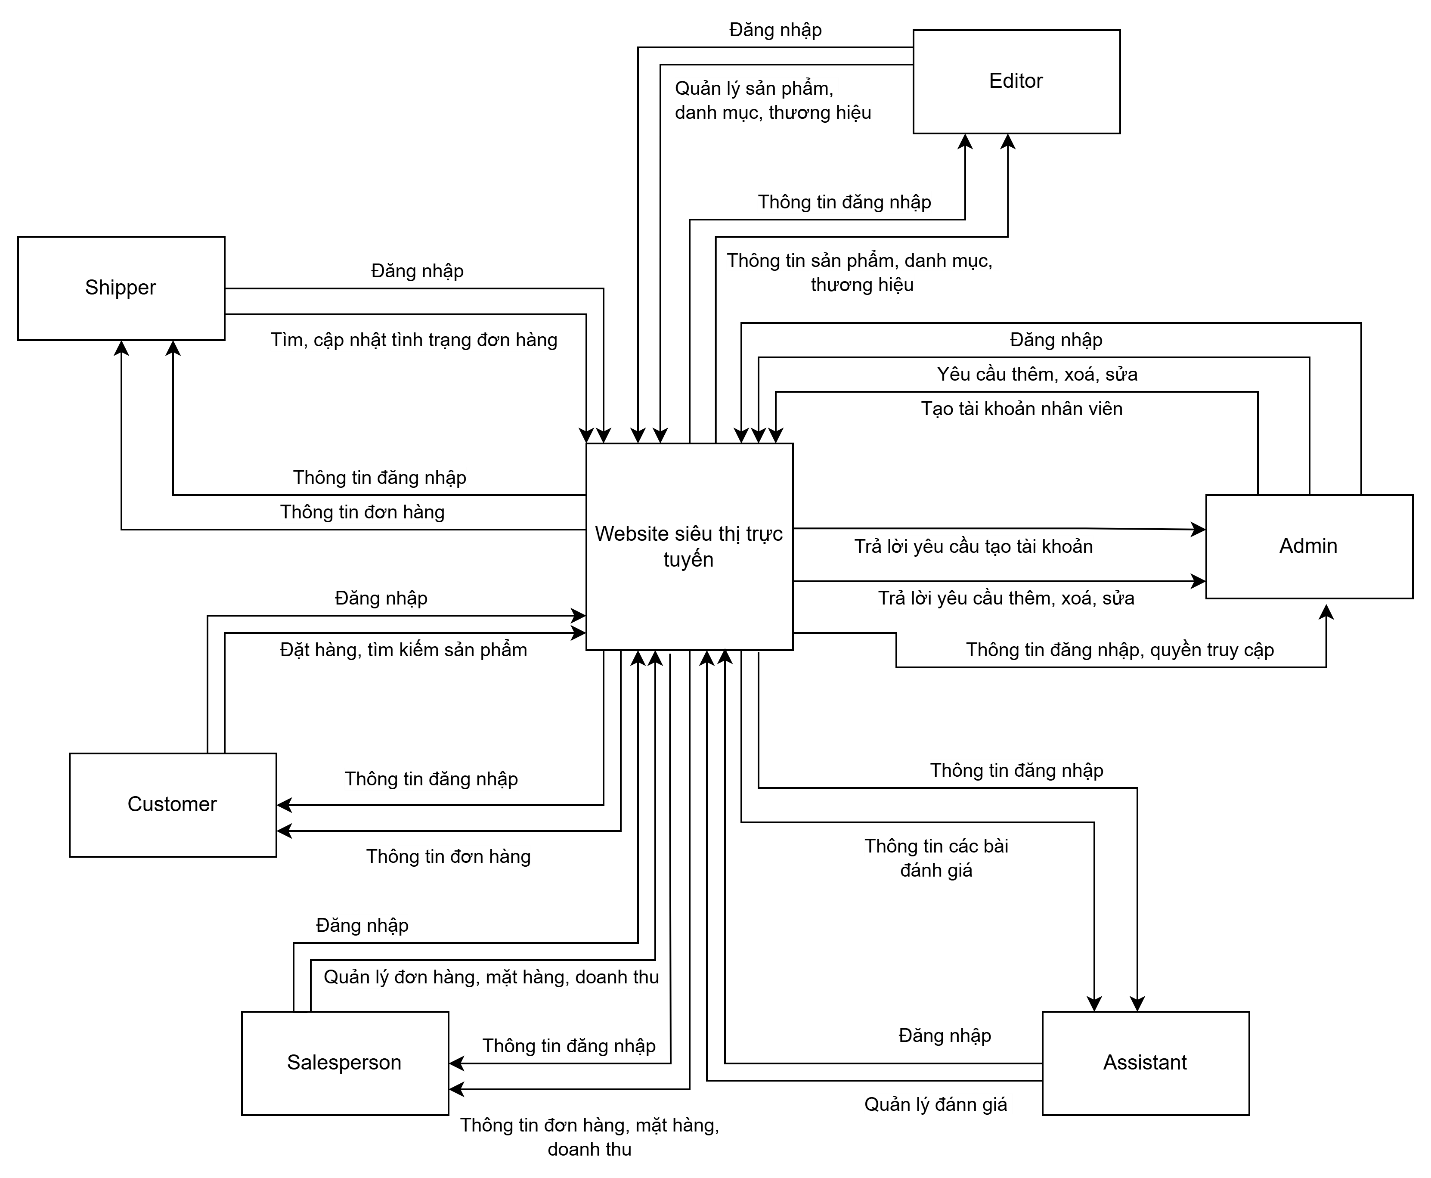 Đăng nhập
Editor
Quản lý sản phẩm,
danh mục, thương hiệu
Thông tin đăng nhập
Thông tin sản phẩm, danh mục,
thương hiệu
Shipper
Đăng nhập
Tìm, cập nhật tình trạng đơn hàng
Đăng nhập
Yêu cầu thêm, xoá, sửa
Tạo tài khoản nhân viên
Thông tin đăng nhập
Thông tin đơn hàng
Website siêu thị trực
tuyến
Trả lời yêu cầu tạo tài khoản
Admin
Trả lời yêu cầu thêm, xoá, sửa
Thông tin đăng nhập, quyền truy cập
Đăng nhập
Đặt hàng, tìm kiếm sản phẩm
Customer
Thông tin đăng nhập
Thông tin đơn hàng
Thông tin đăng nhập
Thông tin các bài
đánh giá
Đăng nhập
Quản lý đơn hàng, mặt hàng, doanh thu
Salesperson
Thông tin đăng nhập
Thông tin đơn hàng, mặt hàng,
doanh thu
Đăng nhập
Assistant
Quản lý đánn giá